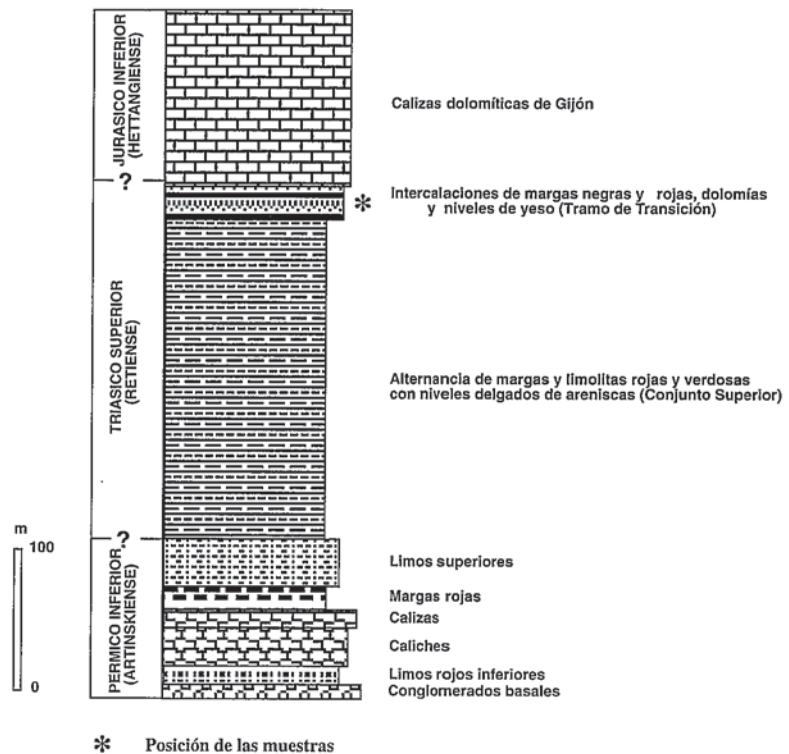 JURASICO INFERIOR
(HETTANGIENSE)
Calizas dolomíticas de Gijón
?
Intercalaciones de margas negras y rojas, dolomías
y niveles de yeso (Tramo de Transición)
*
TRIASICO SUPERIOR
(RETIENSE)
Alternancia de margas y limolitas rojas y verdosas
con niveles delgados de areniscas (Conjunto Superior)
?
m
100
0
PERMICO INFERIOR
(ARTINSKIENSE)
Limos superiores
Margas rojas
Calizas
Caliches
Limos rojos inferiores
Conglomerados basales
* Posición de las muestras